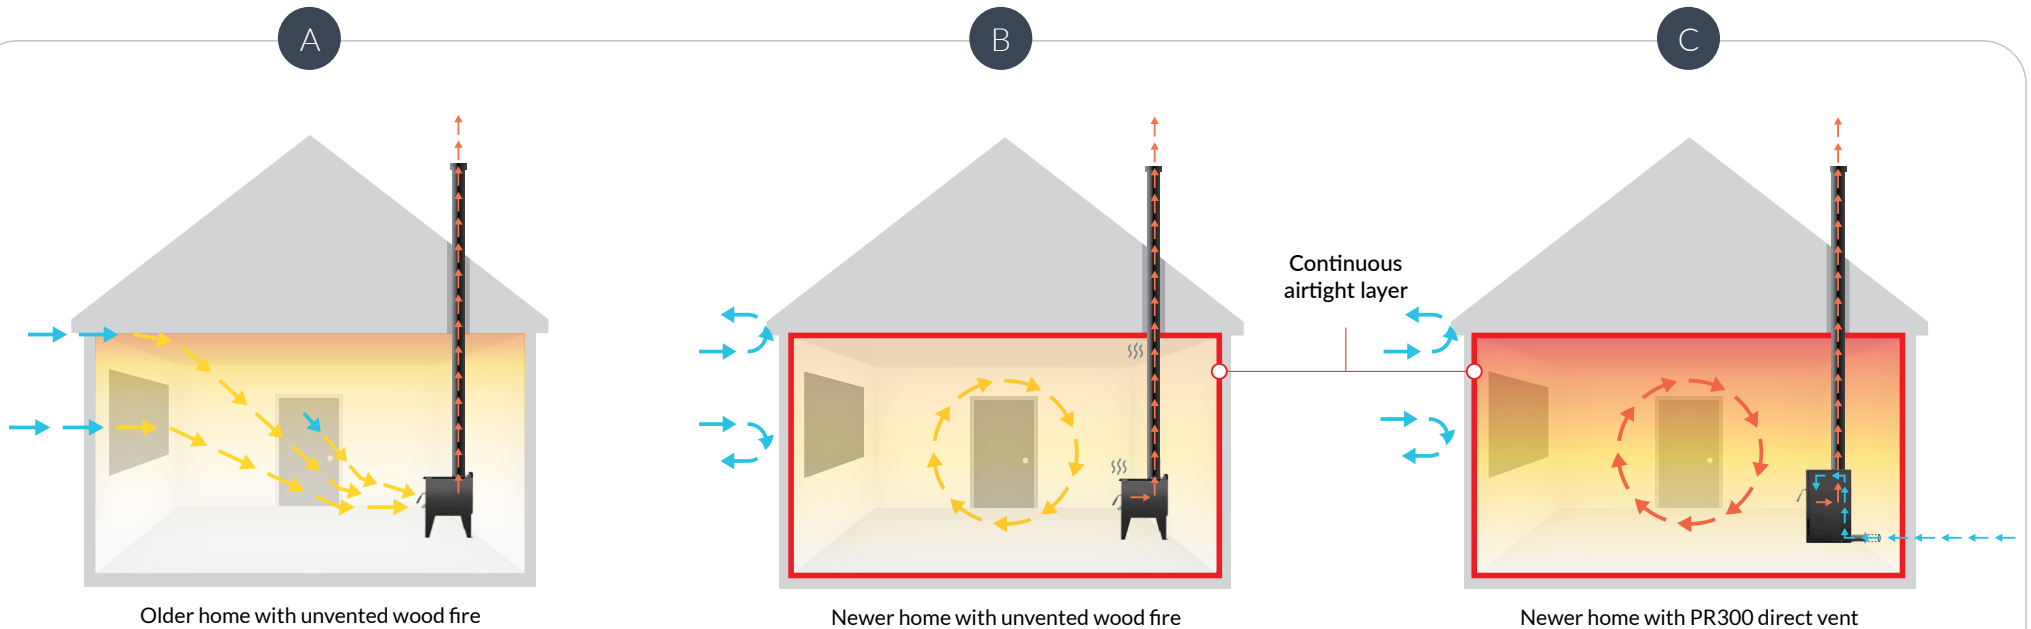 A
B
C
Continuous
airtight layer
Older home with unvented wood fire
Newer home with unvented wood fire
Newer home with PR300 direct vent